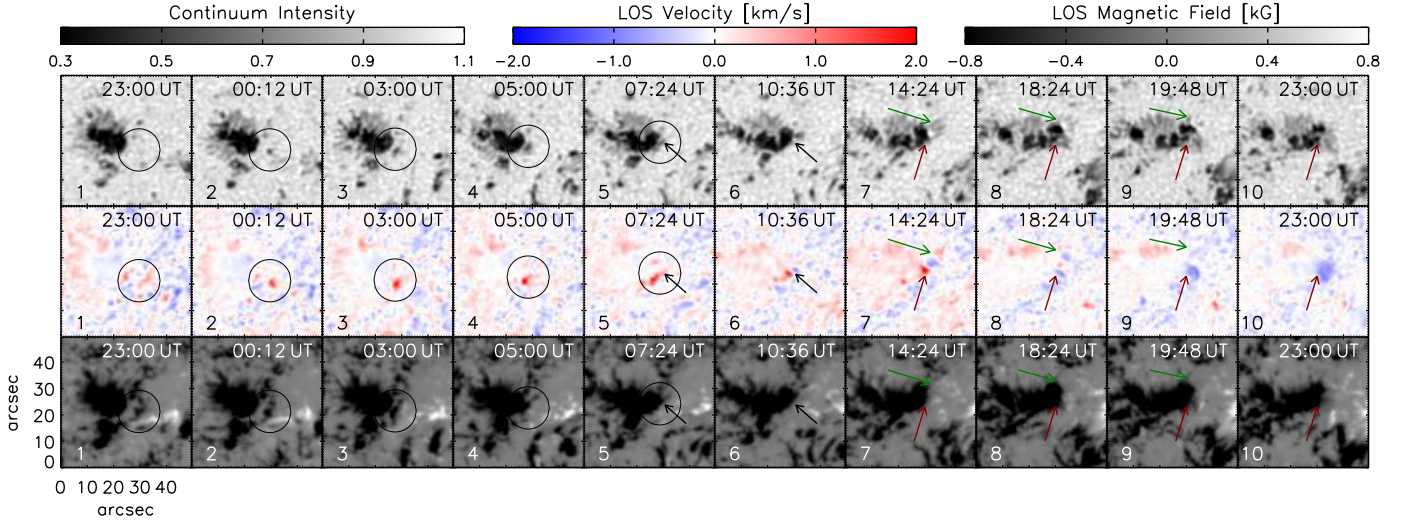 Continuum Intensity LOS Velocity [km/s] LOS Magnetic Field [kG]
0.3 0.5 0.7 0.9 1.1 -2.0 -1.0 0.0 1.0 2.0 -0.8 -0.4 0.0 0.4 0.8
23:00 UT 00:12 UT 03:00 UT 05:00 UT 07:24 UT 10:36 UT 14:24 UT 18:24 UT 19:48 UT 23:00 UT
1 2 3 4 5 6 7 8 9 10
23:00 UT 00:12 UT 03:00 UT 05:00 UT 07:24 UT 10:36 UT 14:24 UT 18:24 UT 19:48 UT 23:00 UT
1 2 3 4 5 6 7 8 9 10
23:00 UT 00:12 UT 03:00 UT 05:00 UT 07:24 UT 10:36 UT 14:24 UT 18:24 UT 19:48 UT 23:00 UT
1 2 3 4 5 6 7 8 9 10
40
30
20
10
0
arcsec
0 10 20 30 40
arcsec